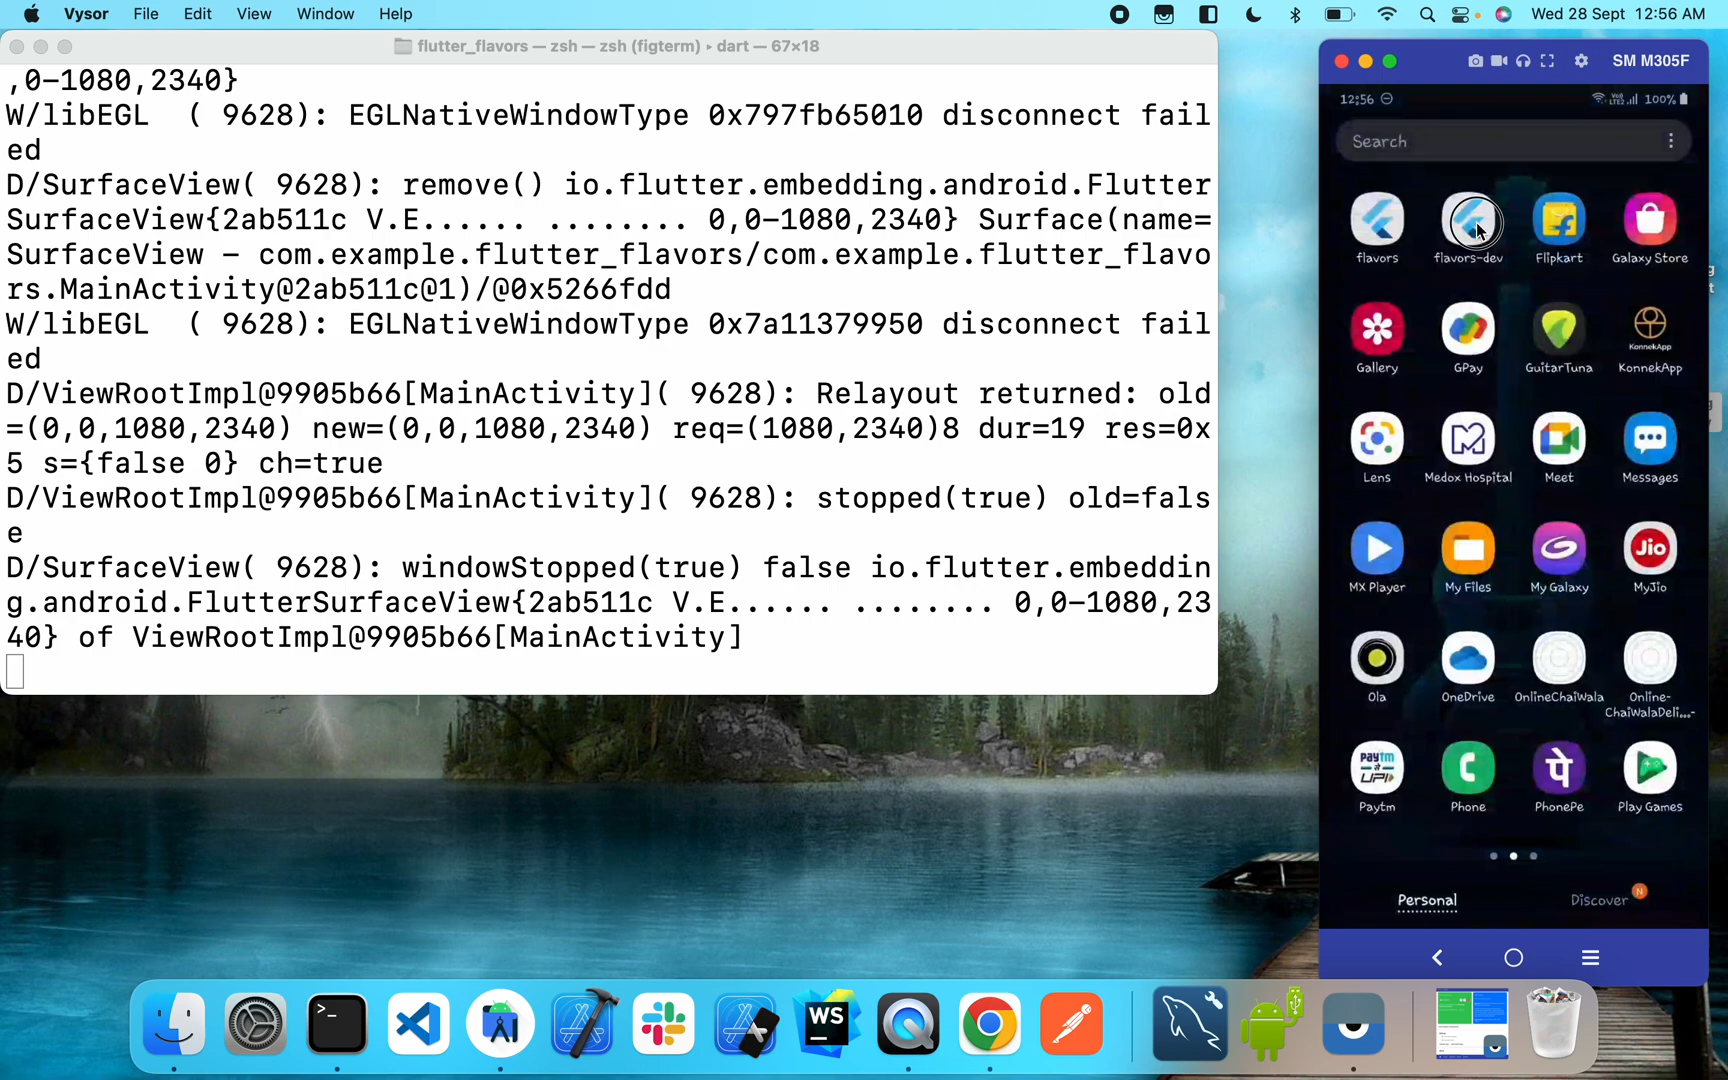 Vysor File Edit View Window Help
Wed 28 Sept 12:56 AM
flutter_flavors — zsh — zsh (figterm) ▸ dart — 67×18
,0-1080,2340}
W/libEGL  ( 9628): EGLNativeWindowType 0x797fb65010 disconnect fail
ed
D/SurfaceView( 9628): remove() io.flutter.embedding.android.Flutter
SurfaceView{2ab511c V.E...... ........ 0,0-1080,2340} Surface(name=
SurfaceView - com.example.flutter_flavors/com.example.flutter_flavo
rs.MainActivity@2ab511c@1)/@0x5266fdd
W/libEGL  ( 9628): EGLNativeWindowType 0x7a11379950 disconnect fail
ed
D/ViewRootImpl@9905b66[MainActivity]( 9628): Relayout returned: old
=(0,0,1080,2340) new=(0,0,1080,2340) req=(1080,2340)8 dur=19 res=0x
5 s={false 0} ch=true
D/ViewRootImpl@9905b66[MainActivity]( 9628): stopped(true) old=fals
e
D/SurfaceView( 9628): windowStopped(true) false io.flutter.embeddin
g.android.FlutterSurfaceView{2ab511c V.E...... ........ 0,0-1080,23
40} of ViewRootImpl@9905b66[MainActivity]
SM M305F
12:56 100%
Search
flavors flavors-dev Flipkart Galaxy Store
KonnekApp
Gallery GPay GuitarTuna KonnekApp
Lens Medox Hospital Meet Messages
Jio
MX Player My Files My Galaxy MyJio
Ola OneDrive OnlineChaiWala Online-
ChaiWalaDeli...-
Paytm
UPI
पे
Paytm Phone PhonePe Play Games
Personal Discover N
WS